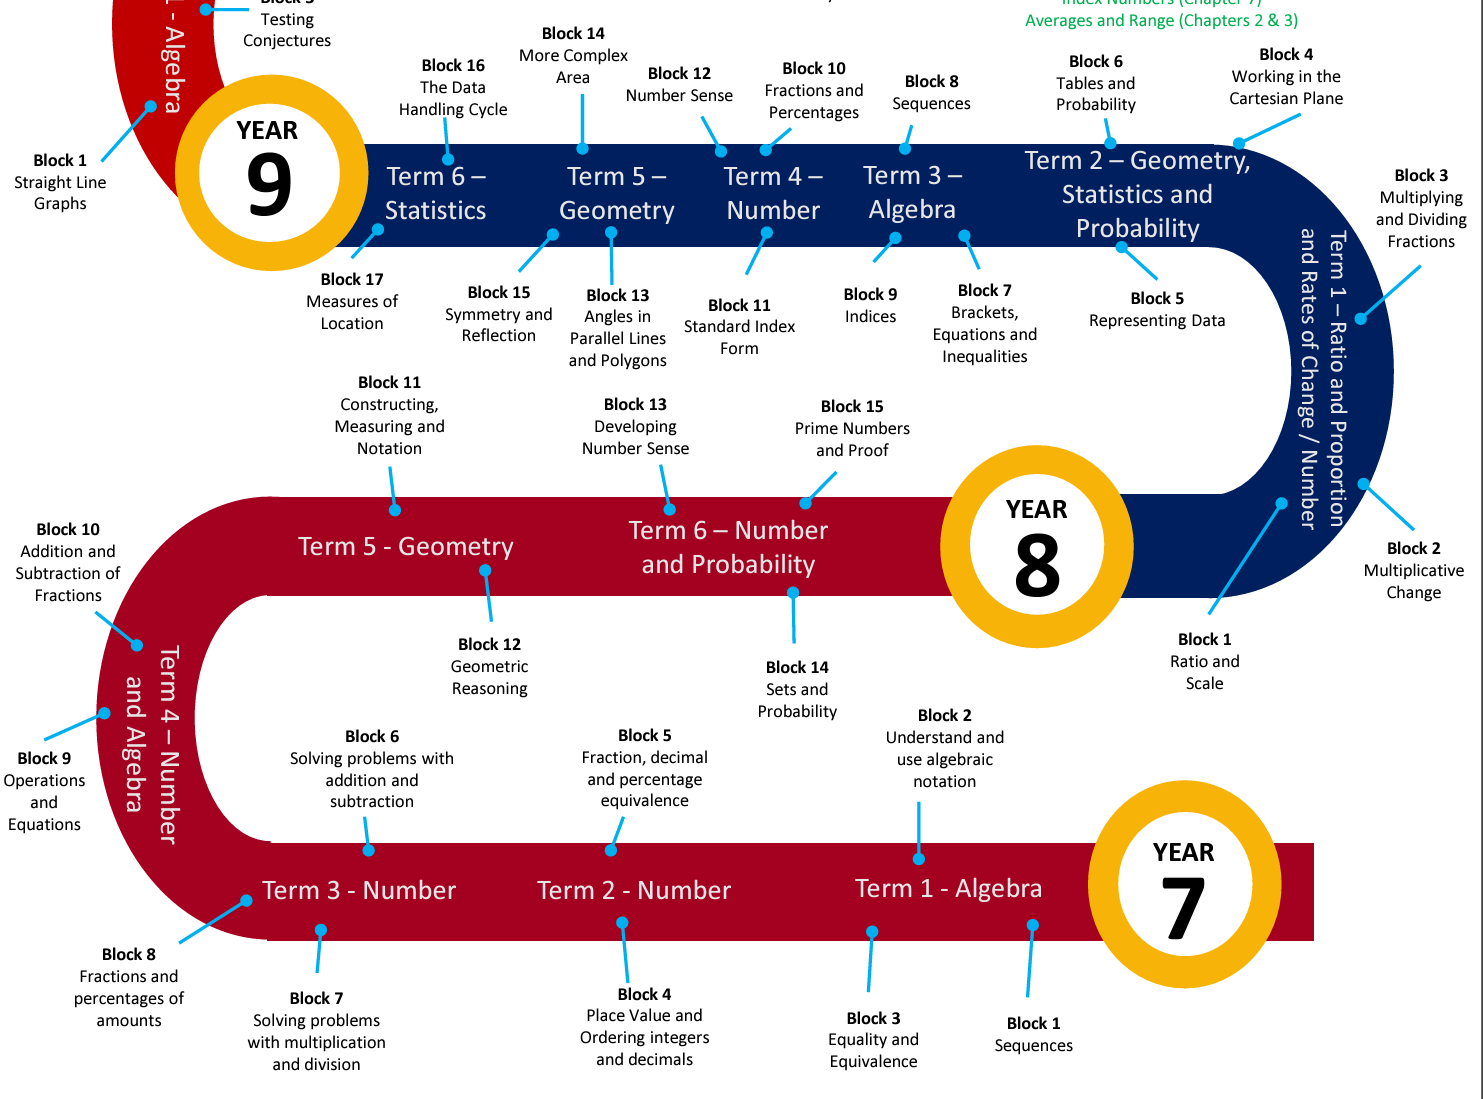 Index Numbers (Chapter 7)
Averages and Range (Chapters 2 & 3)
Testing
Conjectures
1 - Algebra
Block 1
Straight Line
Graphs
YEAR
9
Block 16
The Data
Handling Cycle
Block 14
More Complex
Area
Block 12
Number Sense
Block 10
Fractions and
Percentages
Block 8
Sequences
Block 6
Tables and
Probability
Block 4
Working in the
Cartesian Plane
Term 6 –
Statistics
Term 5 –
Geometry
Term 4 –
Number
Term 3 –
Algebra
Term 2 – Geometry,
Statistics and
Probability
Block 3
Multiplying
and Dividing
Fractions
Block 17
Measures of
Location
Block 15
Symmetry and
Reflection
Block 13
Angles in
Parallel Lines
and Polygons
Block 11
Standard Index
Form
Block 9
Indices
Block 7
Brackets,
Equations and
Inequalities
Block 5
Representing Data
Term 1 – Ratio and Proportion
and Rates of Change / Number
Block 2
Multiplicative
Change
Block 1
Ratio and
Scale
YEAR
8
Block 11
Constructing,
Measuring and
Notation
Block 13
Developing
Number Sense
Block 15
Prime Numbers
and Proof
Term 5 - Geometry
Term 6 – Number
and Probability
Block 12
Geometric
Reasoning
Block 14
Sets and
Probability
Block 10
Addition and
Subtraction of
Fractions
Term 4 – Number
and Algebra
Block 9
Operations
and
Equations
Block 6
Solving problems with
addition and
subtraction
Block 5
Fraction, decimal
and percentage
equivalence
Block 2
Understand and
use algebraic
notation
Term 3 - Number
Term 2 - Number
Term 1 - Algebra
YEAR
7
Block 8
Fractions and
percentages of
amounts
Block 7
Solving problems
with multiplication
and division
Block 4
Place Value and
Ordering integers
and decimals
Block 3
Equality and
Equivalence
Block 1
Sequences